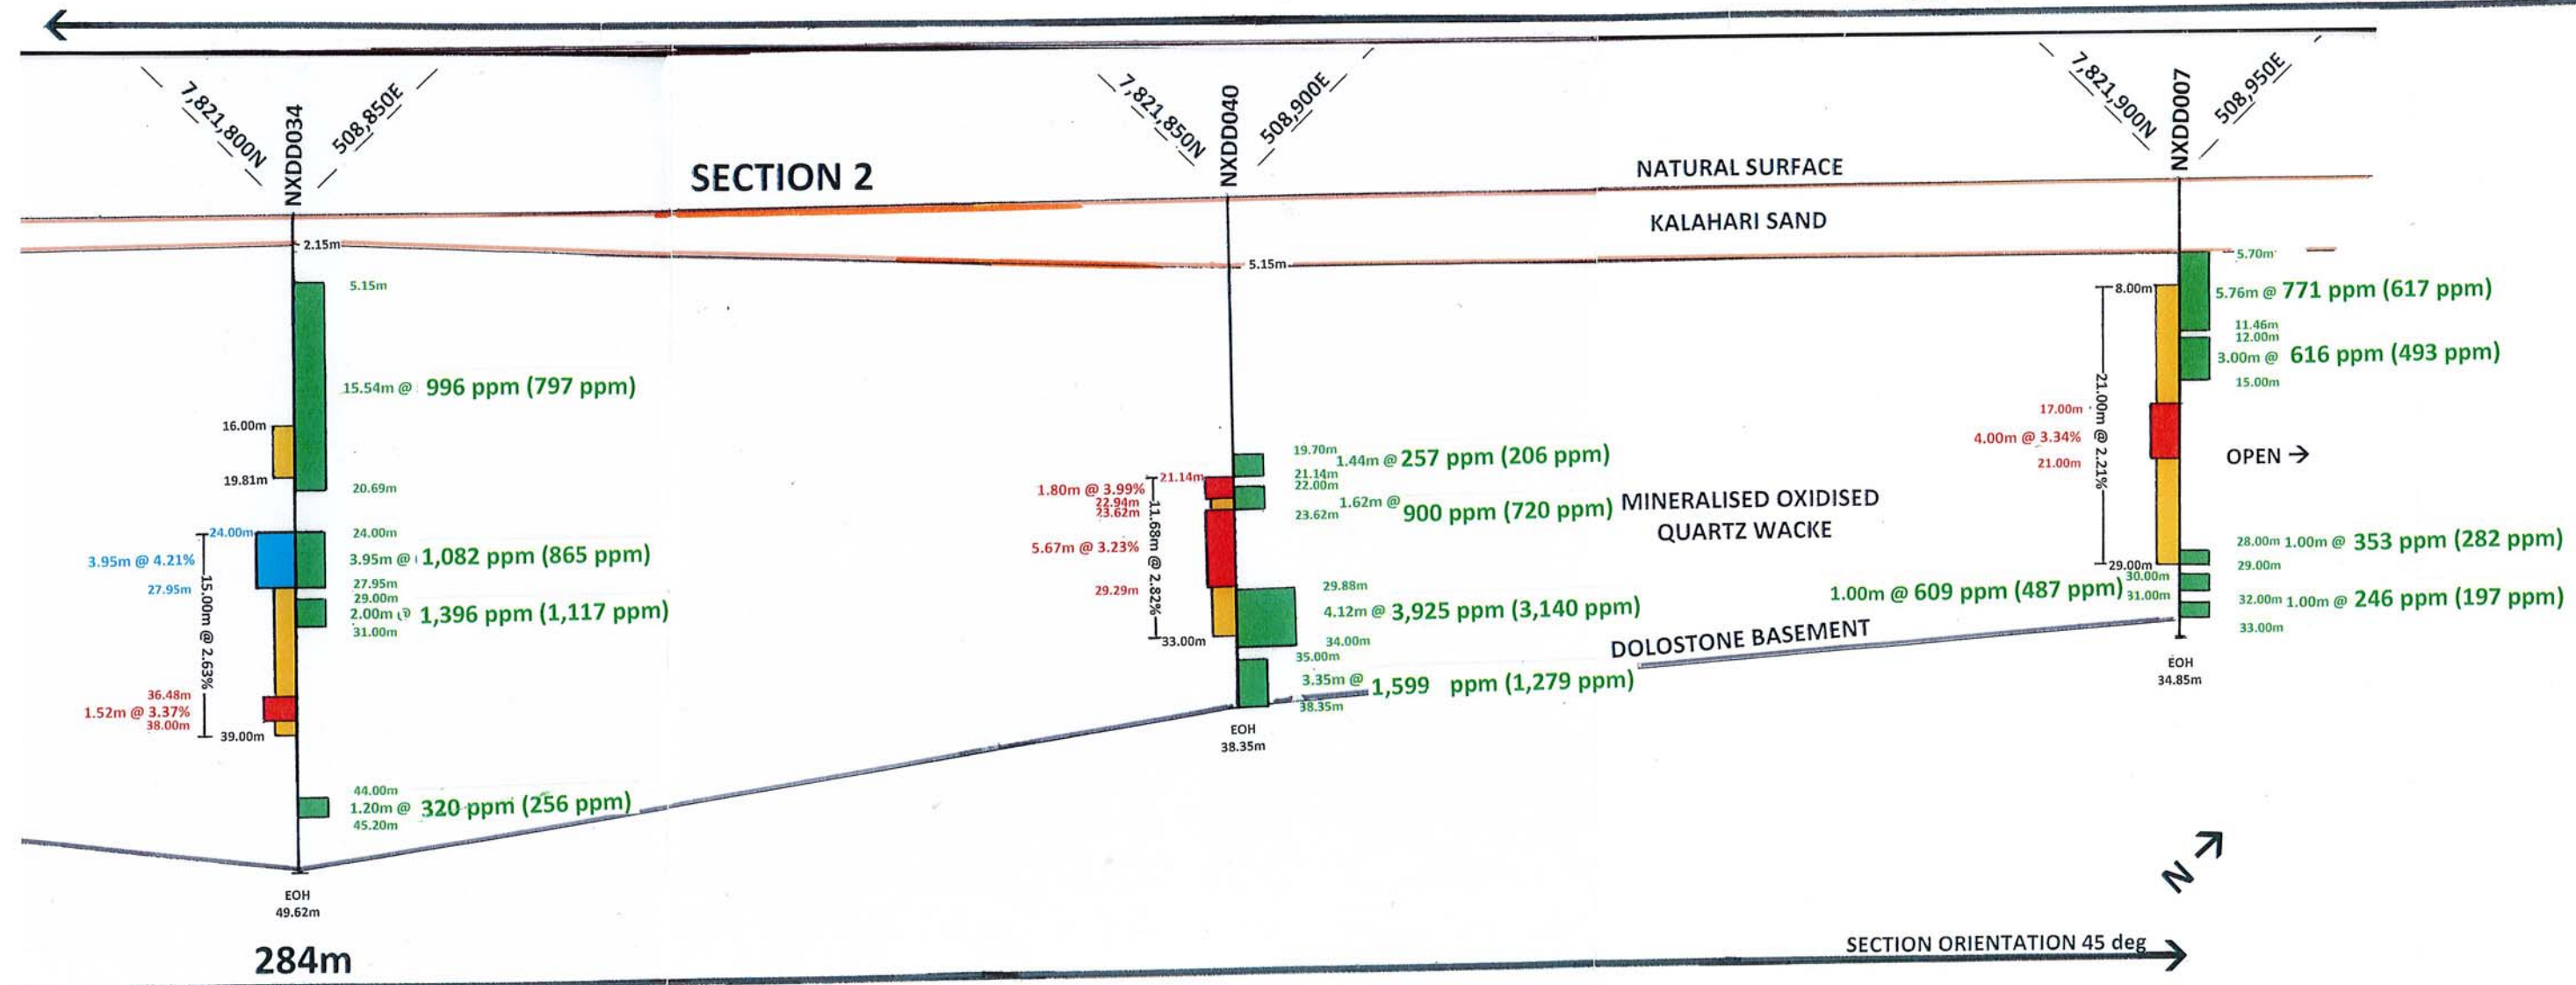 7,821,800N
NXDD034
508,850E
7,821,850N
NXDD040
508,900E
7,821,900N
NXDD007
508,950E
SECTION 2
NATURAL SURFACE
KALAHARI SAND
2.15m
5.15m
15.54m @ 996 ppm (797 ppm)
16.00m
19.81m
20.69m
24.00m
3.95m @ 4.21%
27.95m
15.00m @ 2.63%
24.00m
3.95m @ 1,082 ppm (865 ppm)
27.95m
29.00m
2.00m @ 1,396 ppm (1,117 ppm)
31.00m
36.48m
1.52m @ 3.37%
38.00m
39.00m
44.00m
1.20m @ 320 ppm (256 ppm)
45.20m
EOH
49.62m
284m
5.15m
19.70m
1.44m @ 257 ppm (206 ppm)
21.14m
22.00m
1.62m @ 900 ppm (720 ppm)
23.62m
21.14m
1.80m @ 3.99%
22.94m
23.62m
5.67m @ 3.23%
29.29m
11.68m @ 2.82%
33.00m
29.88m
4.12m @ 3,925 ppm (3,140 ppm)
34.00m
35.00m
3.35m @ 1,599 ppm (1,279 ppm)
38.35m
EOH
38.35m
MINERALISED OXIDISED
QUARTZ WACKE
DOLOSTONE BASEMENT
5.70m
5.76m @ 771 ppm (617 ppm)
11.46m
12.00m
3.00m @ 616 ppm (493 ppm)
15.00m
8.00m
21.00m @ 2.21%
17.00m
4.00m @ 3.34%
21.00m
29.00m
OPEN →
28.00m 1.00m @ 353 ppm (282 ppm)
29.00m
1.00m @ 609 ppm (487 ppm) 30.00m
31.00m
32.00m 1.00m @ 246 ppm (197 ppm)
33.00m
EOH
34.85m
N
SECTION ORIENTATION 45 deg